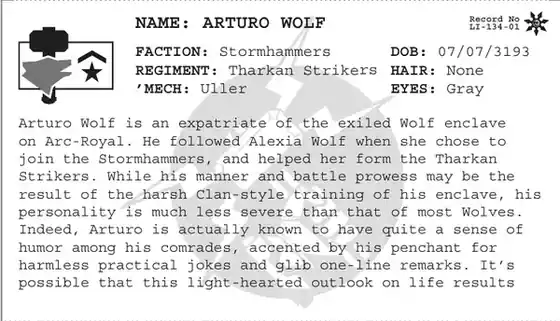 NAME: ARTURO WOLF
Record No
LI-134-01
FACTION: Stormhammers
DOB: 07/07/3193
REGIMENT: Tharkan Strikers
HAIR: None
’MECH: Uller
EYES: Gray
Arturo Wolf is an expatriate of the exiled Wolf enclave
on Arc-Royal. He followed Alexia Wolf when she chose to
join the Stormhammers, and helped her form the Tharkan
Strikers. While his manner and battle prowess may be the
result of the harsh Clan-style training of his enclave, his
personality is much less severe than that of most Wolves.
Indeed, Arturo is actually known to have quite a sense of
humor among his comrades, accented by his penchant for
harmless practical jokes and glib one-line remarks. It’s
possible that this light-hearted outlook on life results